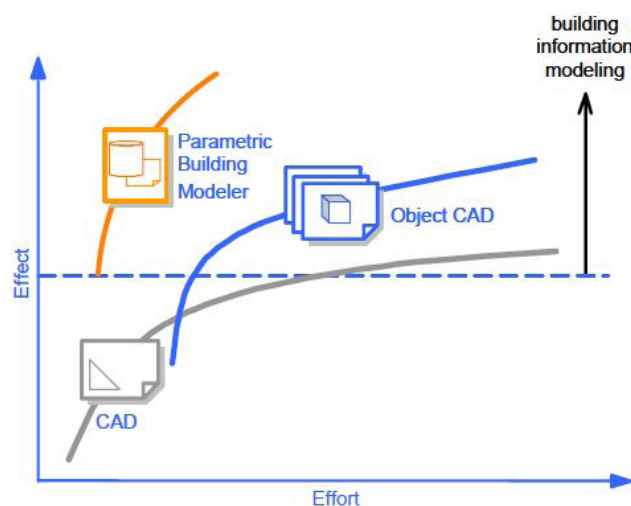 building
information
modeling
Parametric
Building
Modeler
Object CAD
Effect
CAD
Effort